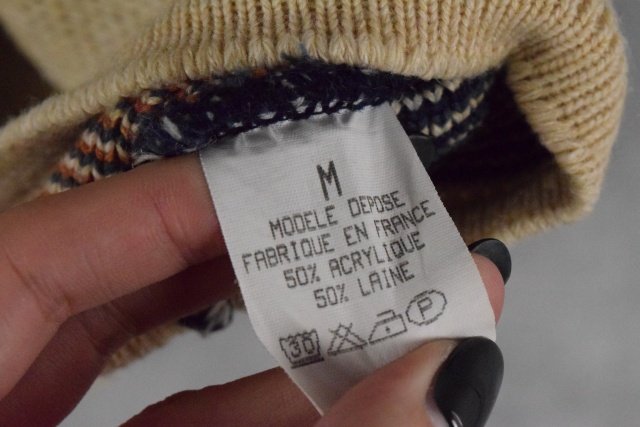 M
MODELE DEPOSE
FABRIQUE EN FRANCE
50% ACRYLIQUE
50% LAINE
30 P